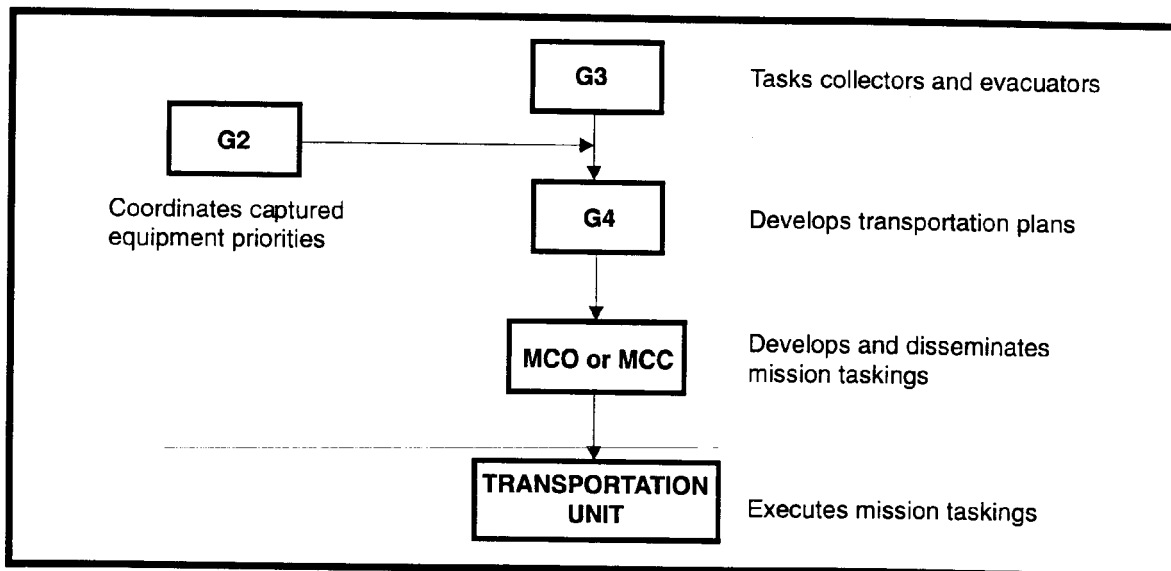 G3
Tasks collectors and evacuators
G2
Coordinates captured
equipment priorities
G4
Develops transportation plans
MCO or MCC
Develops and disseminates
mission taskings
TRANSPORTATION
UNIT
Executes mission taskings